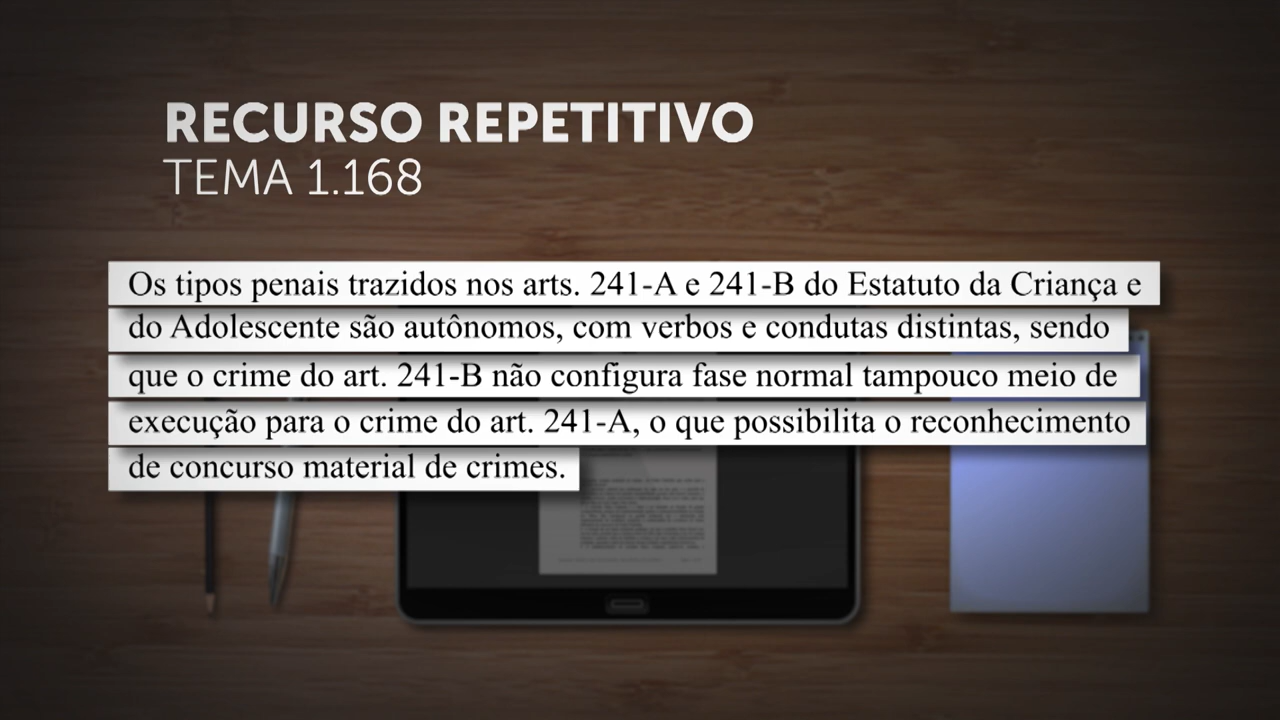 RECURSO REPETITIVO
TEMA 1.168
Os tipos penais trazidos nos arts. 241-A e 241-B do Estatuto da Criança e
do Adolescente são autônomos, com verbos e condutas distintas, sendo
que o crime do art. 241-B não configura fase normal tampouco meio de
execução para o crime do art. 241-A, o que possibilita o reconhecimento
de concurso material de crimes.